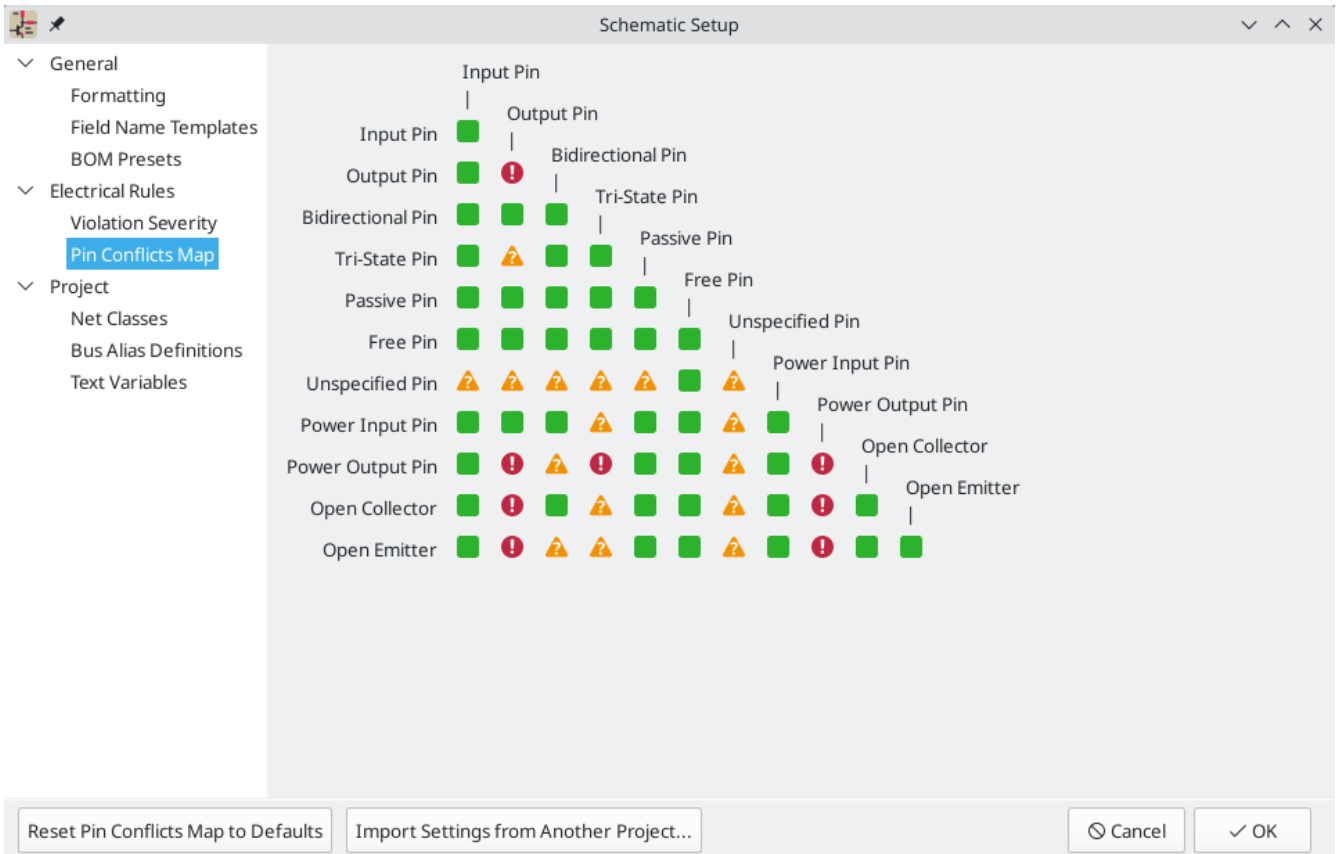 Schematic Setup
General
Formatting
Field Name Templates
BOM Presets
Electrical Rules
Violation Severity
Pin Conflicts Map
Project
Net Classes
Bus Alias Definitions
Text Variables
Input Pin
Output Pin
Input Pin
Bidirectional Pin
Output Pin
Tri-State Pin
Bidirectional Pin
Passive Pin
Tri-State Pin
Free Pin
Passive Pin
Unspecified Pin
Free Pin
Power Input Pin
Unspecified Pin
Power Output Pin
Power Input Pin
Open Collector
Power Output Pin
Open Emitter
Open Collector
Open Emitter
Reset Pin Conflicts Map to Defaults
Import Settings from Another Project...
Cancel
OK